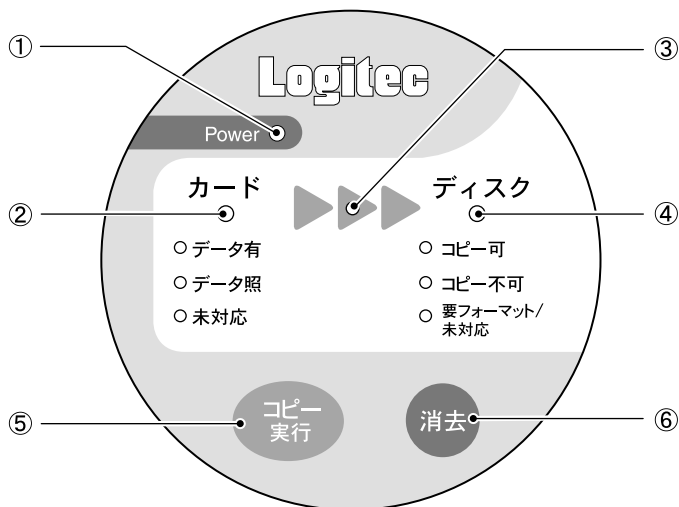 ①
③
Logitec
Power
②
カード
ディスク
④
データ有
コピー可
データ照
コピー不可
未対応
要フォーマット/
未対応
⑤
コピー
実行
消去
⑥